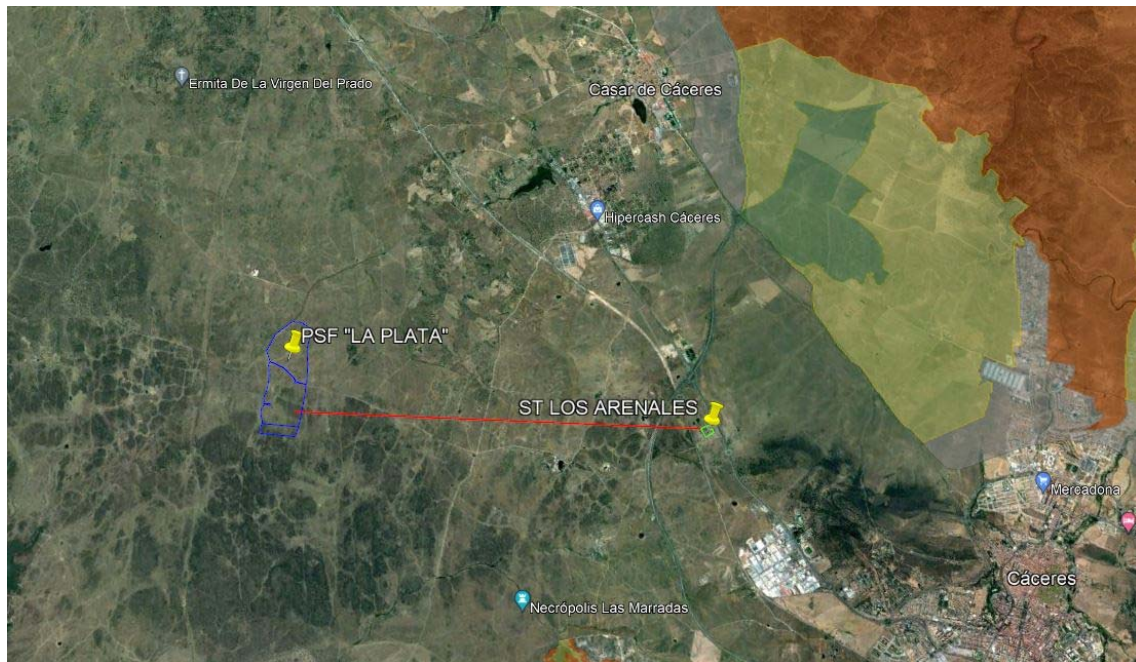 Ermita De La Virgen Del Prado
Casar de Cáceres
Hipercash Cáceres
PSF "LA PLATA"
ST LOS ARENALES
Mercadona
Cáceres
Necrópolis Las Marradas